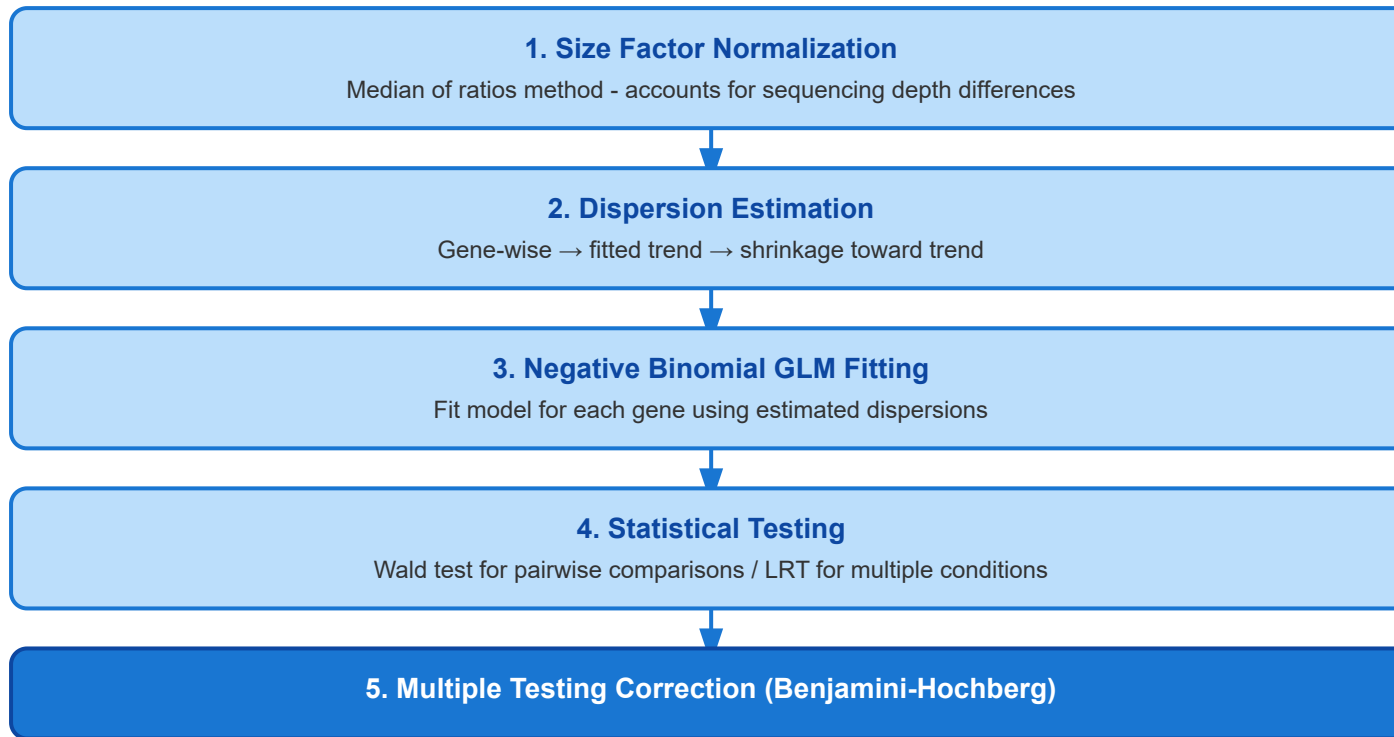 1. Size Factor Normalization
Median of ratios method - accounts for sequencing depth differences
2. Dispersion Estimation
Gene-wise → fitted trend → shrinkage toward trend
3. Negative Binomial GLM Fitting
Fit model for each gene using estimated dispersions
4. Statistical Testing
Wald test for pairwise comparisons / LRT for multiple conditions
5. Multiple Testing Correction (Benjamini-Hochberg)